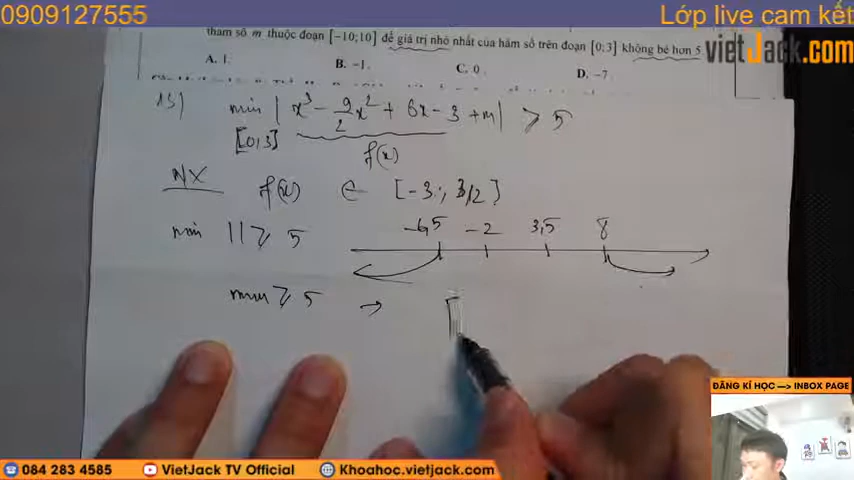 0909127555
Lớp live cam kết
tham số m thuộc đoạn [−10;10] để giá trị nhỏ nhất của hàm số trên đoạn [0;3] không bé hơn 5
vietJack.com
A. 1. B. −1. C. 0 D. −7
15) min | x³ − 9/2 x² + 6x − 3 + m | ≥ 5
[0;3]
f(x)
NX f(x) ∈ [−3; 3/2]
−6,5 −2 3,5 8
min || ≥ 5
min ≥ 5 → [
ĐĂNG KÍ HỌC —> INBOX PAGE
084 283 4585 VietJack TV Official Khoahoc.vietjack.com